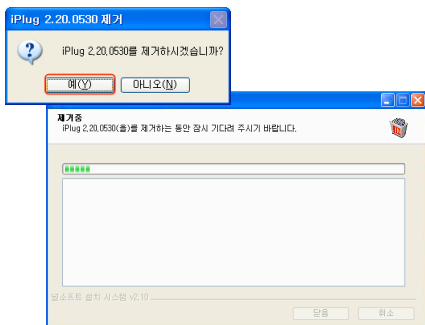 iPlug 2,20,0530 제거
iPlug 2,20,0530를 제거하시겠습니까?
예(Y)
아니오(N)
제거중
iPlug 2,20,0530(을)를 제거하는 동안 잠시 기다려 주시기 바랍니다.
널소프트 설치 시스템 v2,10
닫음
취소